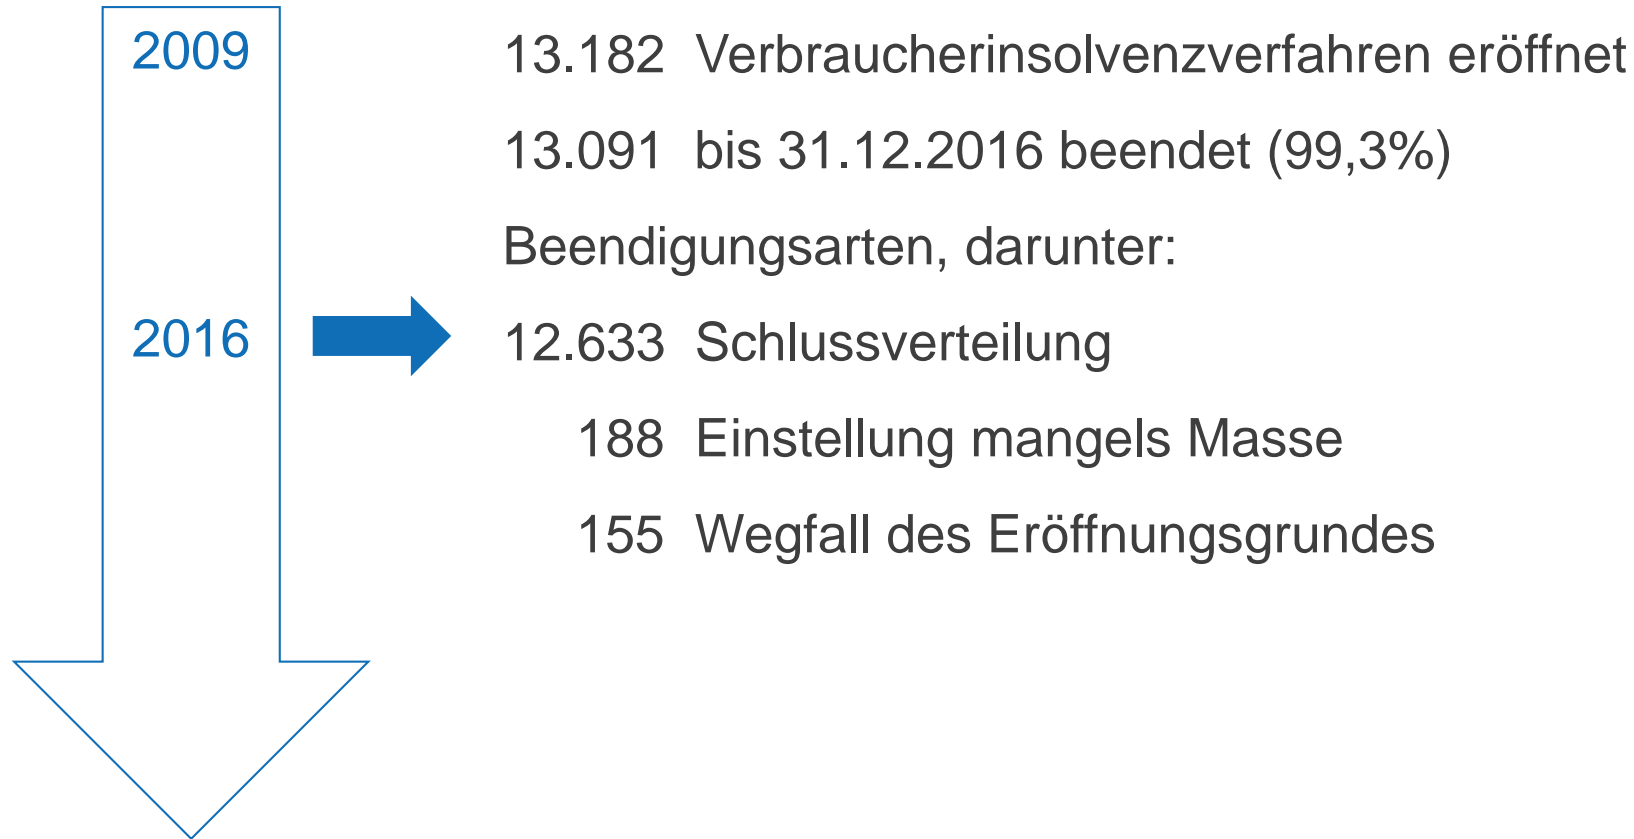 2009
13.182 Verbraucherinsolvenzverfahren eröffnet
13.091 bis 31.12.2016 beendet (99,3%)
Beendigungsarten, darunter:
2016
12.633 Schlussverteilung
188 Einstellung mangels Masse
155 Wegfall des Eröffnungsgrundes